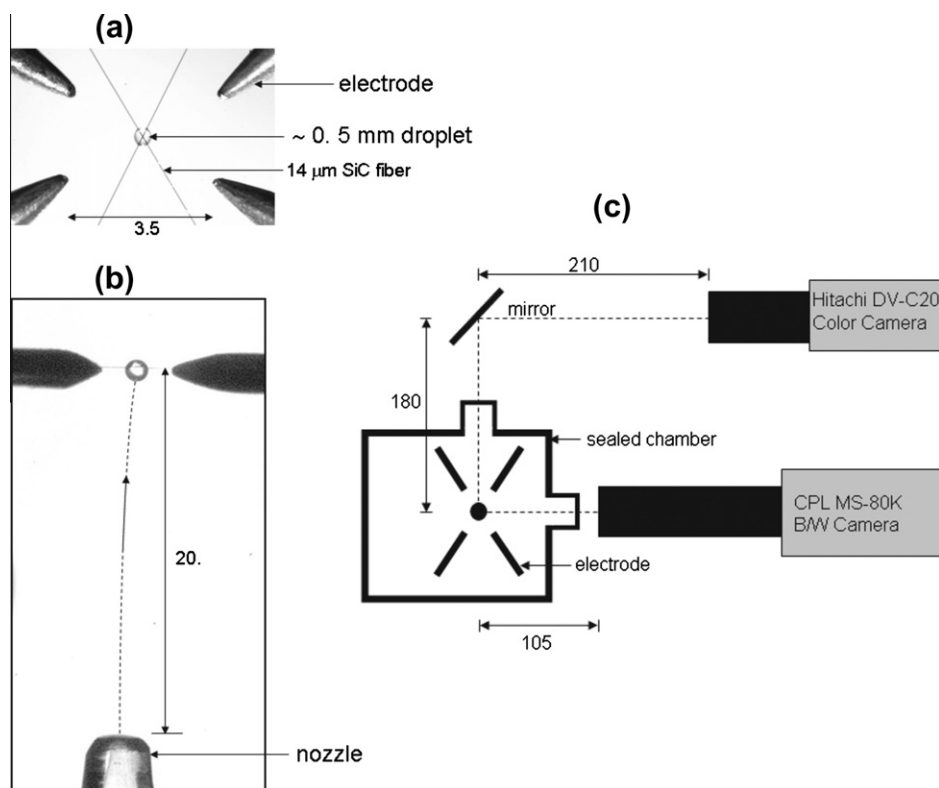 (a)
electrode
~ 0. 5 mm droplet
14 μm SiC fiber
3.5
(b)
20.
nozzle
(c)
210
mirror
Hitachi DV-C20
Color Camera
180
sealed chamber
CPL MS-80K
B/W Camera
electrode
105